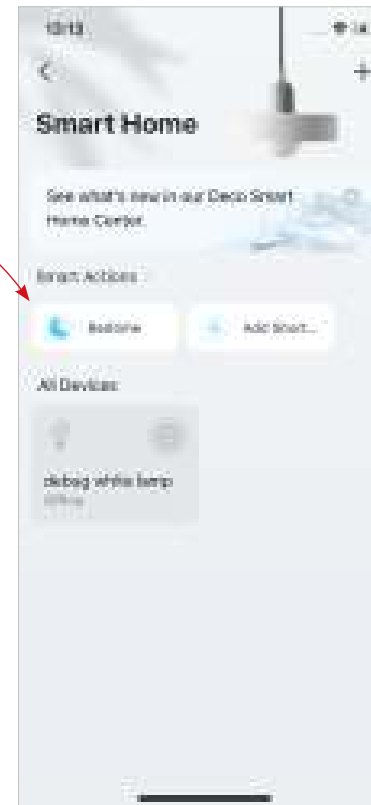 Smart Home
See what's new in our Deco Smart
Home Center.
Smart Actions
Bedtime
Add Short...
All Devices
debug white lamp
Offline